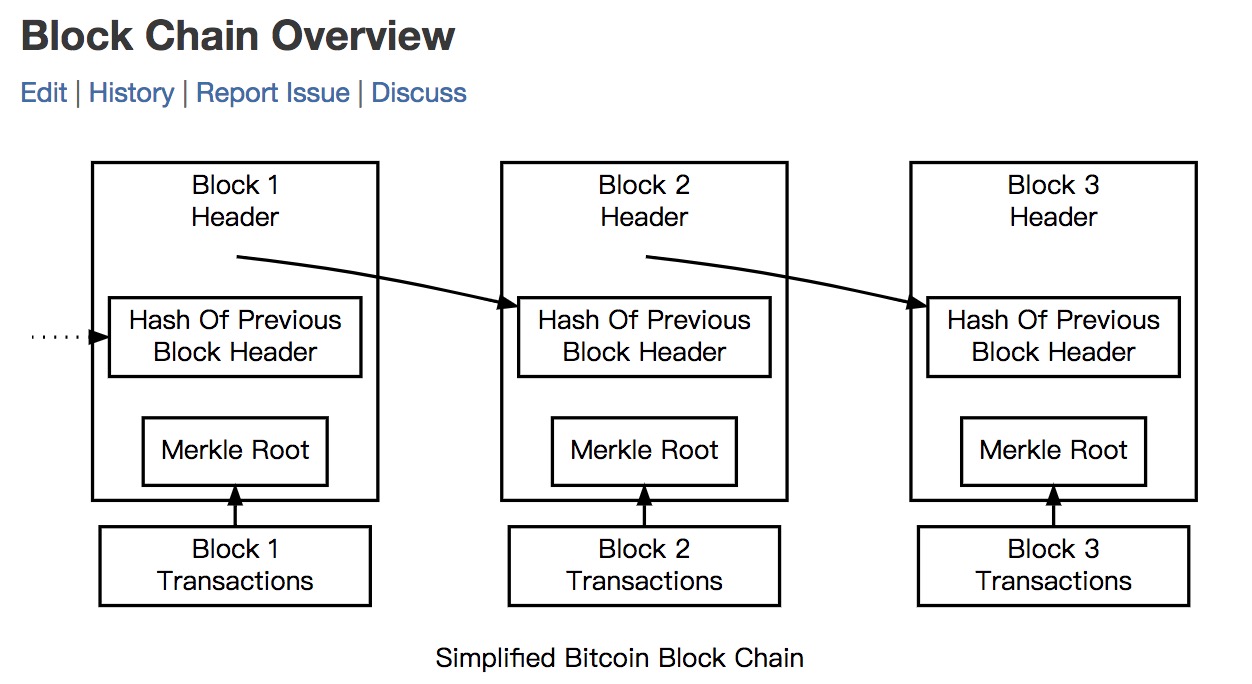 Block Chain Overview
Edit | History | Report Issue | Discuss
Block 1
Header
Hash Of Previous
Block Header
Merkle Root
Block 1
Transactions
Block 2
Header
Hash Of Previous
Block Header
Merkle Root
Block 2
Transactions
Block 3
Header
Hash Of Previous
Block Header
Merkle Root
Block 3
Transactions
Simplified Bitcoin Block Chain